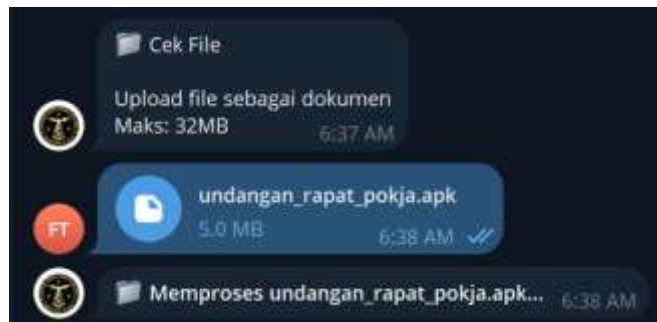 Cek File
Upload file sebagai dokumen
Maks: 32MB
6:37 AM
FT
undangan_rapat_pokja.apk
5.0 MB
6:38 AM
Memproses undangan_rapat_pokja.apk...
6:38 AM